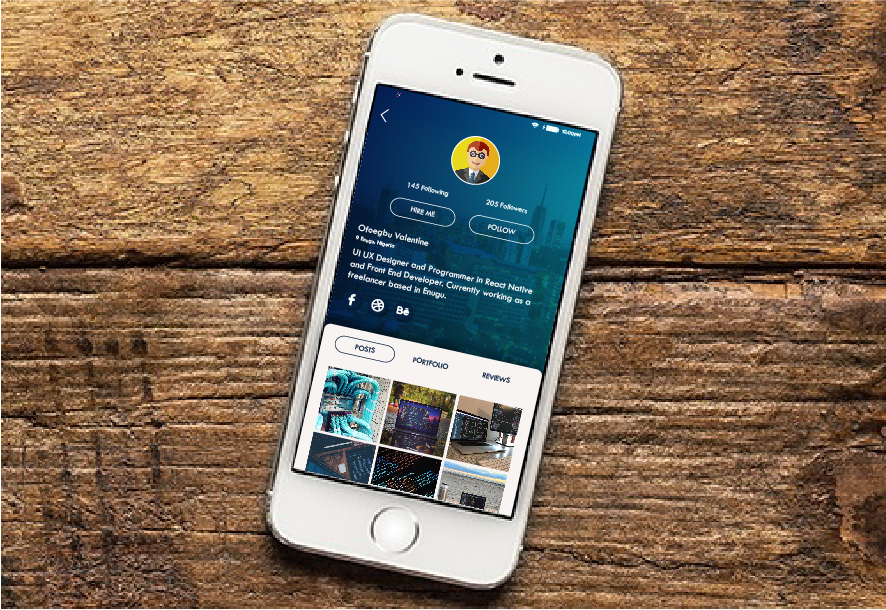 10:00PM
145 Following
205 Followers
HIRE ME
FOLLOW
Ofoegbu Valentine
Enugu Nigeria
UI UX Designer and Programmer in React Native
and Front End Developer. Currently working as a
freelancer based in Enugu.
Bē
POSTS
PORTFOLIO
REVIEWS